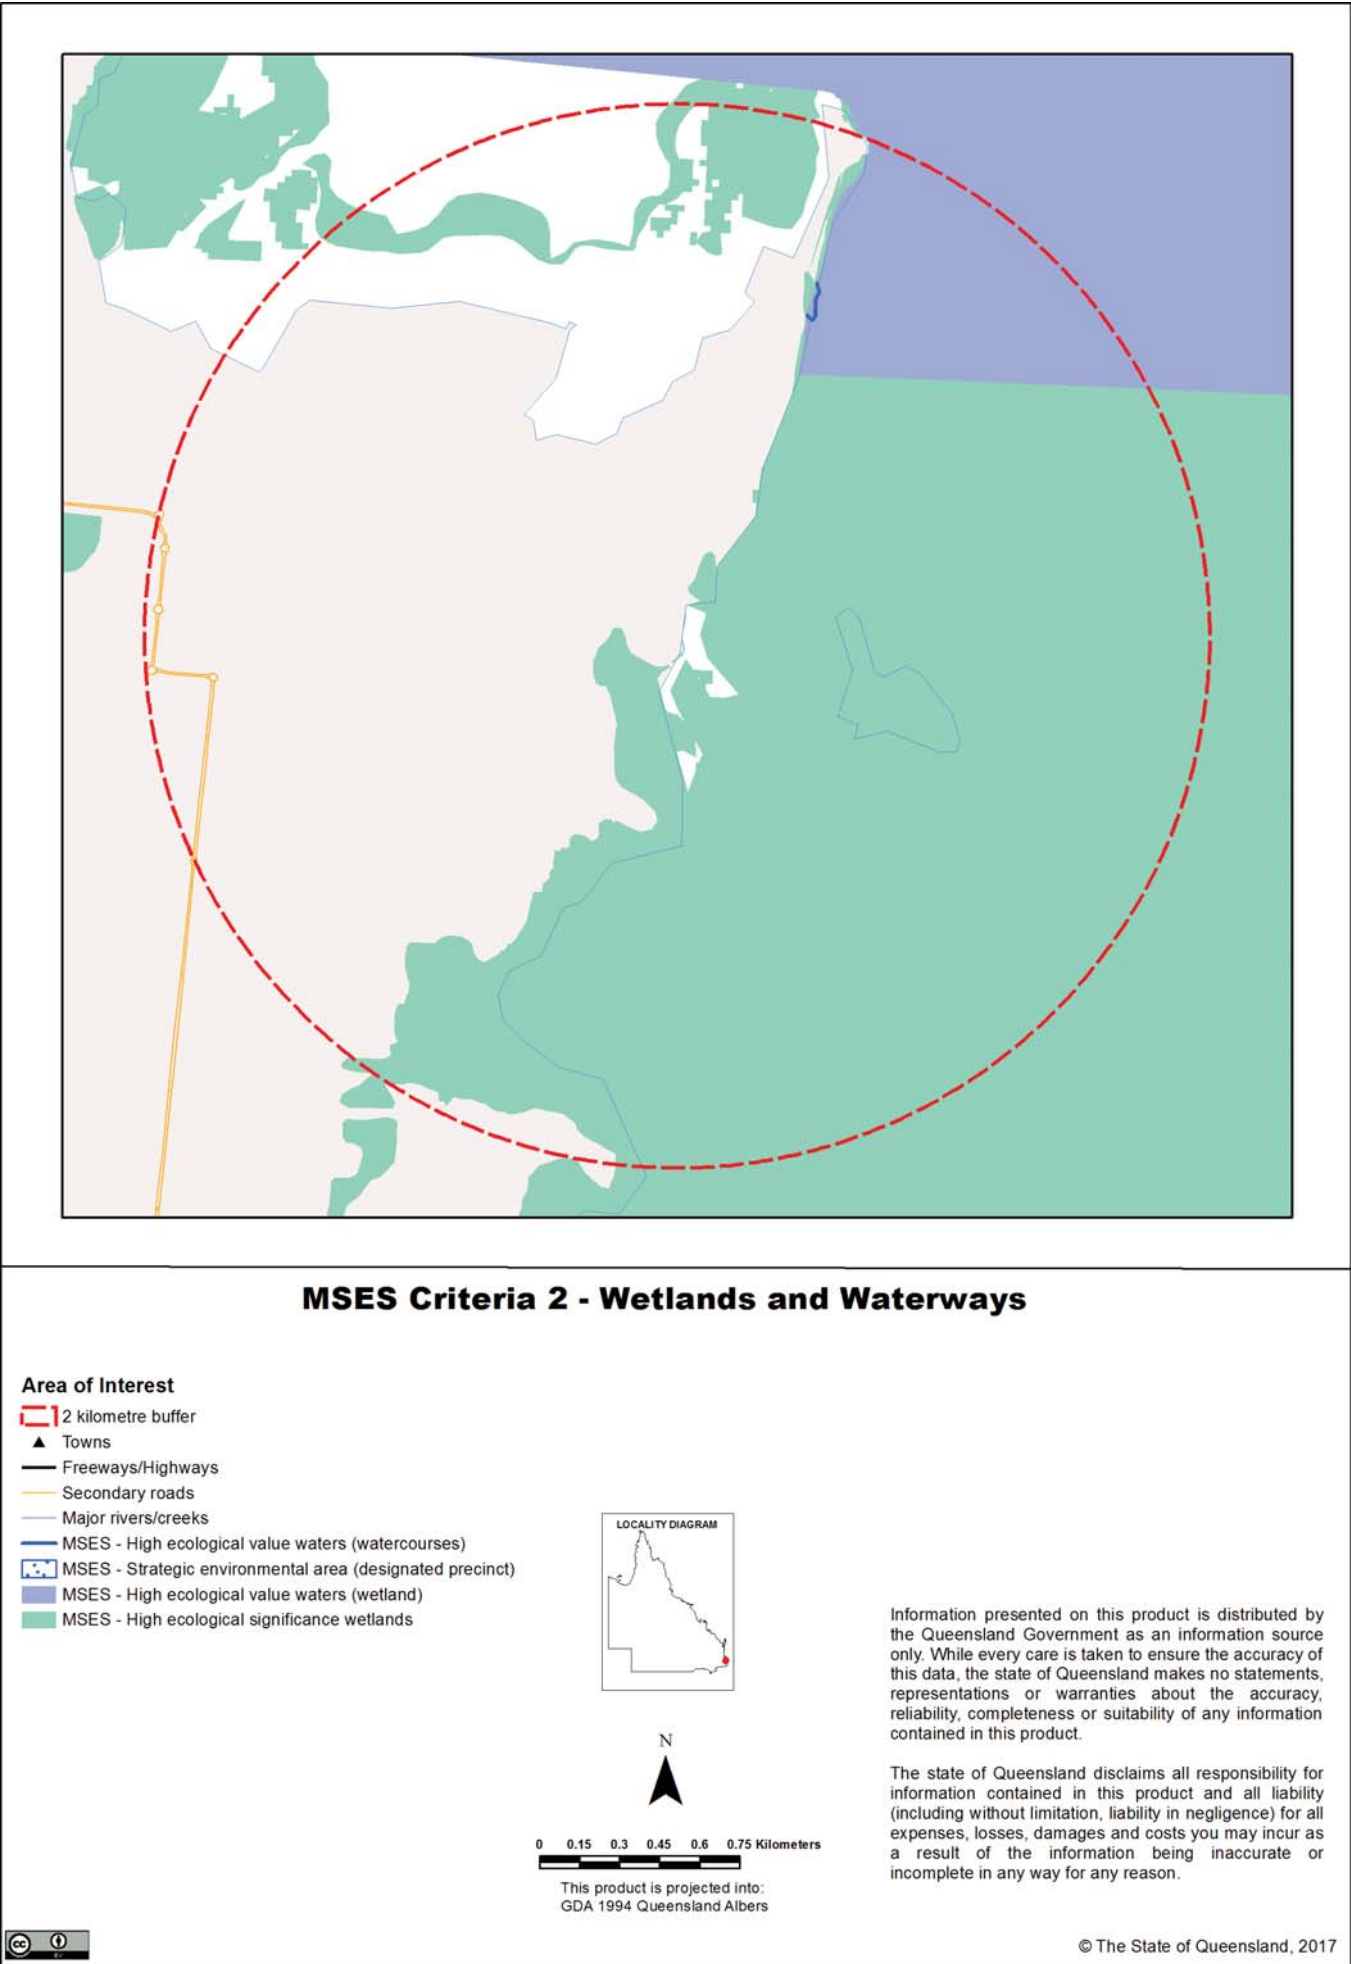 MSES Criteria 2 - Wetlands and Waterways
Area of Interest
2 kilometre buffer
Towns
Freeways/Highways
Secondary roads
Major rivers/creeks
MSES - High ecological value waters (watercourses)
MSES - Strategic environmental area (designated precinct)
MSES - High ecological value waters (wetland)
MSES - High ecological significance wetlands
LOCALITY DIAGRAM
N
0 0.15 0.3 0.45 0.6 0.75 Kilometers
This product is projected into:
GDA 1994 Queensland Albers
Information presented on this product is distributed by
the Queensland Government as an information source
only. While every care is taken to ensure the accuracy of
this data, the state of Queensland makes no statements,
representations or warranties about the accuracy,
reliability, completeness or suitability of any information
contained in this product.
The state of Queensland disclaims all responsibility for
information contained in this product and all liability
(including without limitation, liability in negligence) for all
expenses, losses, damages and costs you may incur as
a result of the information being inaccurate or
incomplete in any way for any reason.
cc
BY
© The State of Queensland, 2017